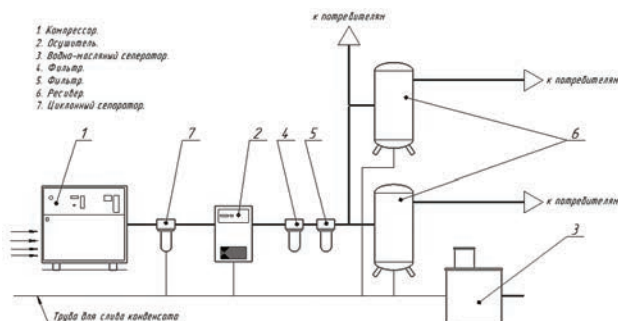 к потребителям
1. Компрессор.
2. Осушитель.
3. Водно-масляный сепаратор.
4. Фильтр.
5. Фильтр.
6. Ресивер.
7. Циклонный сепаратор.
к потребителям
1
7
2
4
5
6
к потребителям
3
Труба для слива конденсата